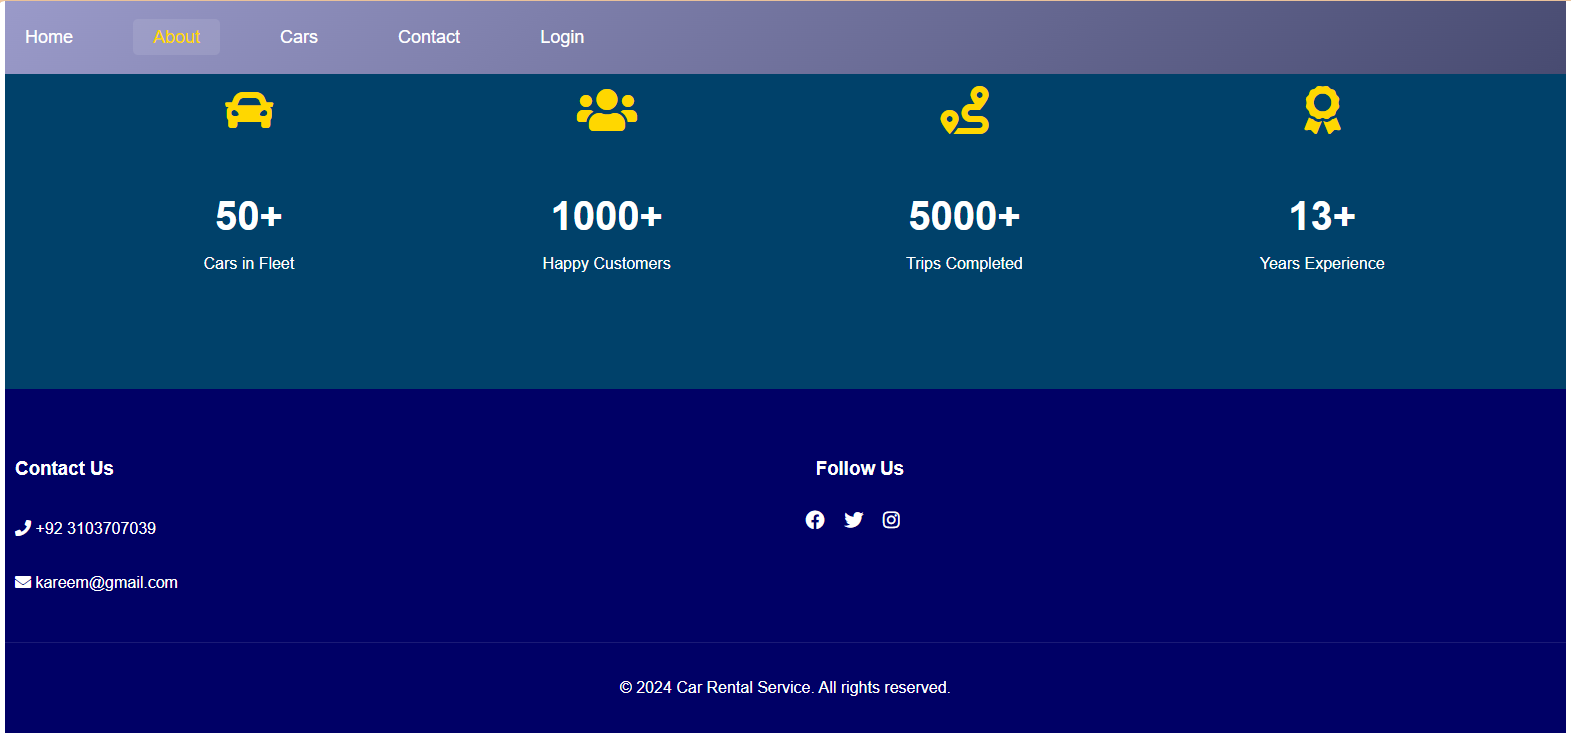 Home About Cars Contact Login
50+ 1000+ 5000+ 13+
Cars in Fleet Happy Customers Trips Completed Years Experience
Contact Us Follow Us
+92 3103707039
kareem@gmail.com
© 2024 Car Rental Service. All rights reserved.